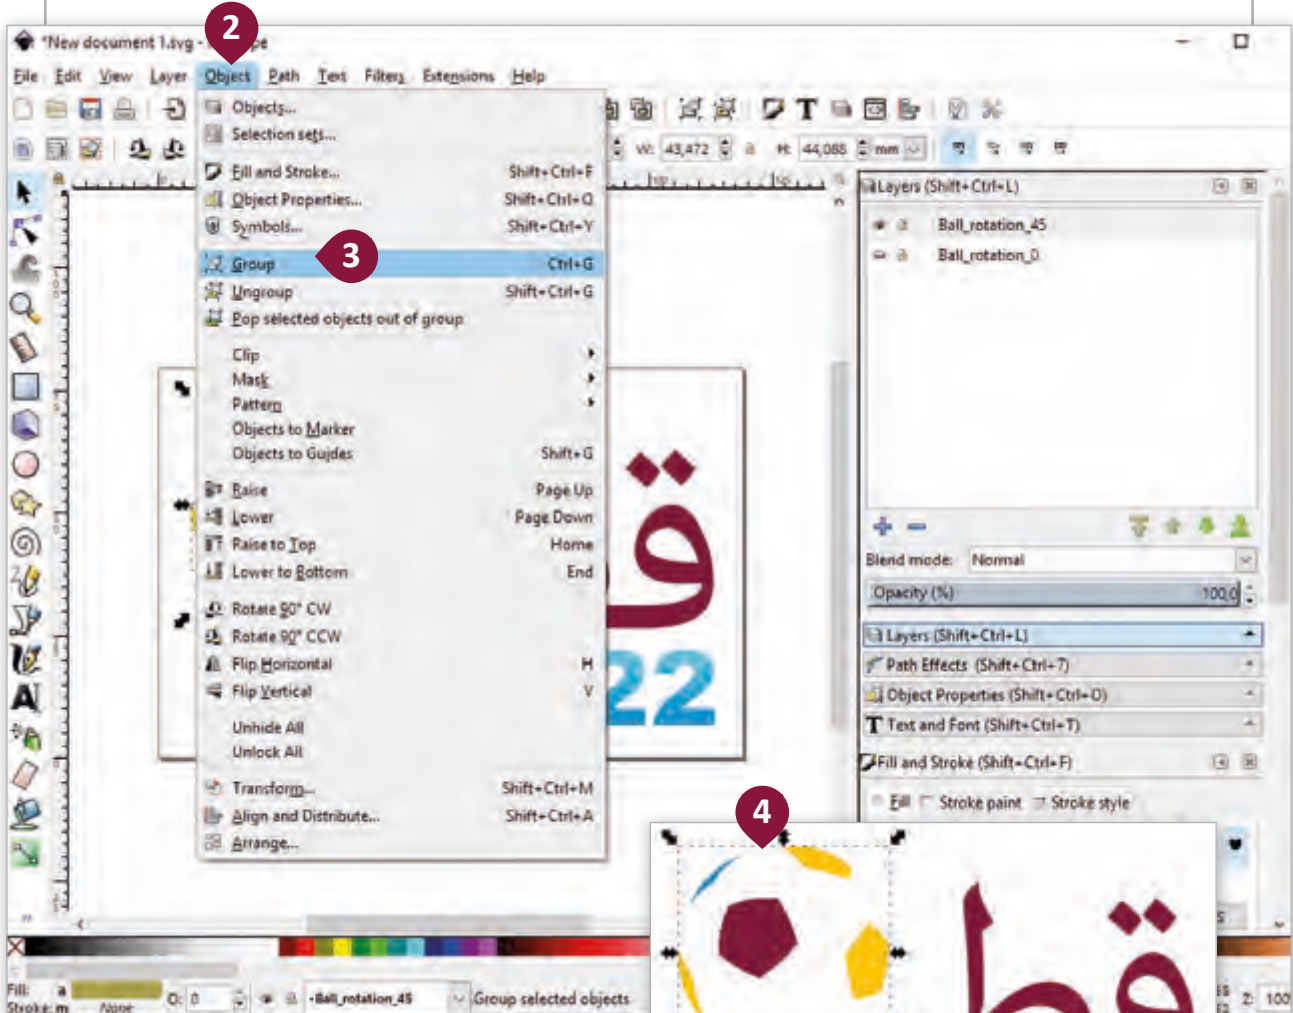 2
*New document 1.svg -
File Edit View Layer Object Path Text Filters Extensions Help
Objects...
Selection sets...
W: 43,472 H: 44,088 mm
Fill and Stroke... Shift+Ctrl+F
Object Properties... Shift+Ctrl+O
Symbols... Shift+Ctrl+Y
Group 3 Ctrl+G
Ungroup Shift+Ctrl+G
Pop selected objects out of group
Clip
Mask
Pattern
Objects to Marker
Objects to Guides Shift+G
Raise Page Up
Lower Page Down
Raise to Top Home
Lower to Bottom End
Rotate 90° CW
Rotate 90° CCW
Flip Horizontal H
Flip Vertical V
Unhide All
Unlock All
Transform... Shift+Ctrl+M
Align and Distribute... Shift+Ctrl+A
Arrange...
22
Layers (Shift+Ctrl+L)
Ball_rotation_45
Ball_rotation_0
Blend mode: Normal
Opacity (%) 100,0
Layers (Shift+Ctrl+L)
Path Effects (Shift+Ctrl+7)
Object Properties (Shift+Ctrl+O)
Text and Font (Shift+Ctrl+T)
Fill and Stroke (Shift+Ctrl+F)
Fill Stroke paint Stroke style
4
قط
Fill: a
Stroke: m None
O: 0 •Ball_rotation_45 Group selected objects
Z: 100